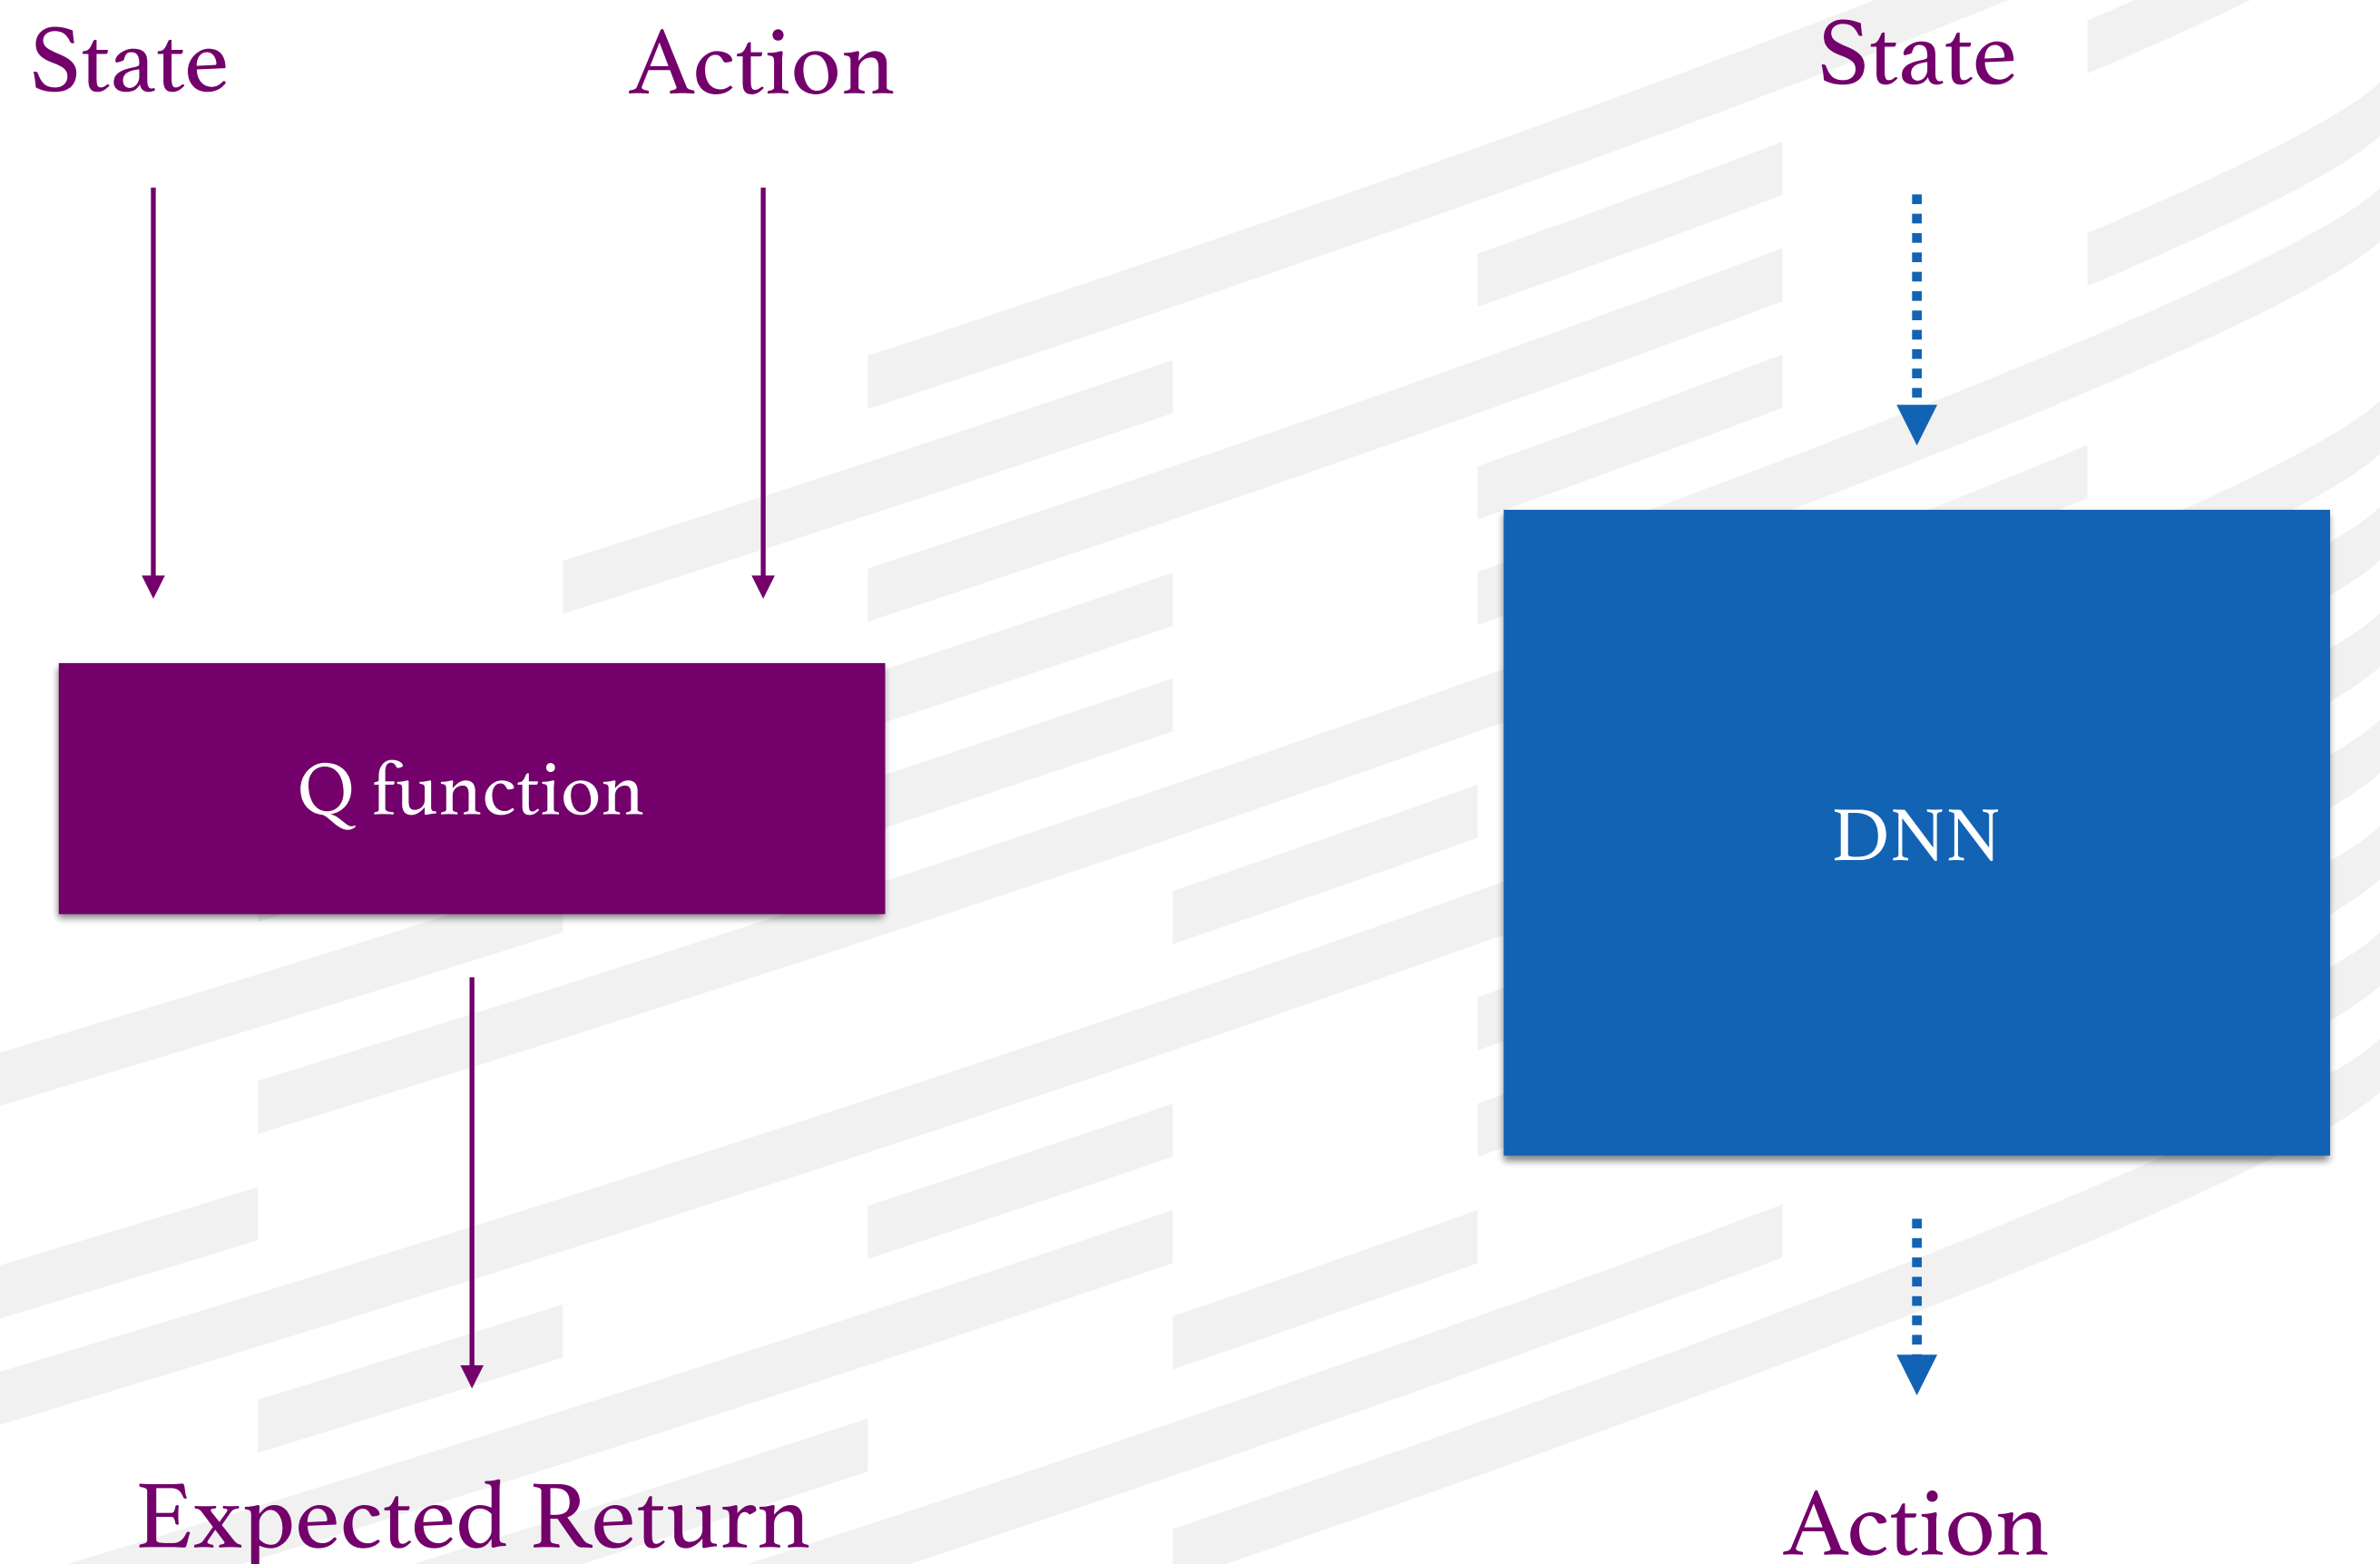 State
Action
State
Q function
DNN
Expected Return
Action